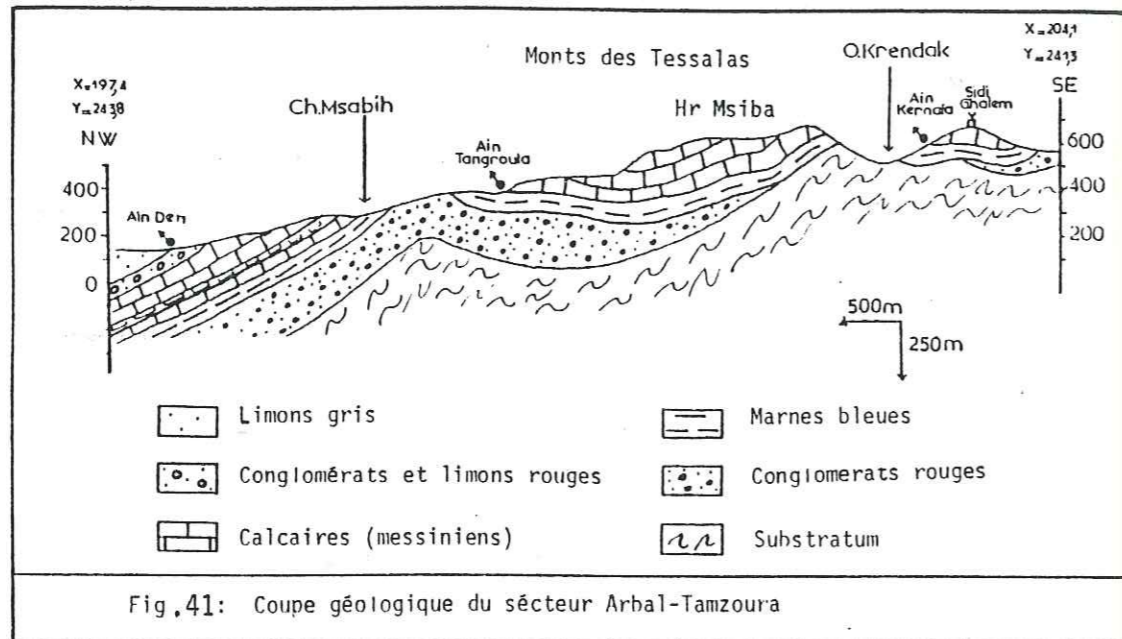 X=197,4
Y=243,8
NW
Ch.Msabih
Monts des Tessalas
O.Krendak
X=204,1
Y=241,3
SE
Hr Msiba
Ain Kernafa
Sidi Ghalem
Ain Tangroula
Ain Derj
400
200
0
600
400
200
500m
250m
Limons gris
Marnes bleues
Conglomérats et limons rouges
Conglomerats rouges
Calcaires (messiniens)
Substratum
Fig.41: Coupe géologique du sécteur Arbal-Tamzoura